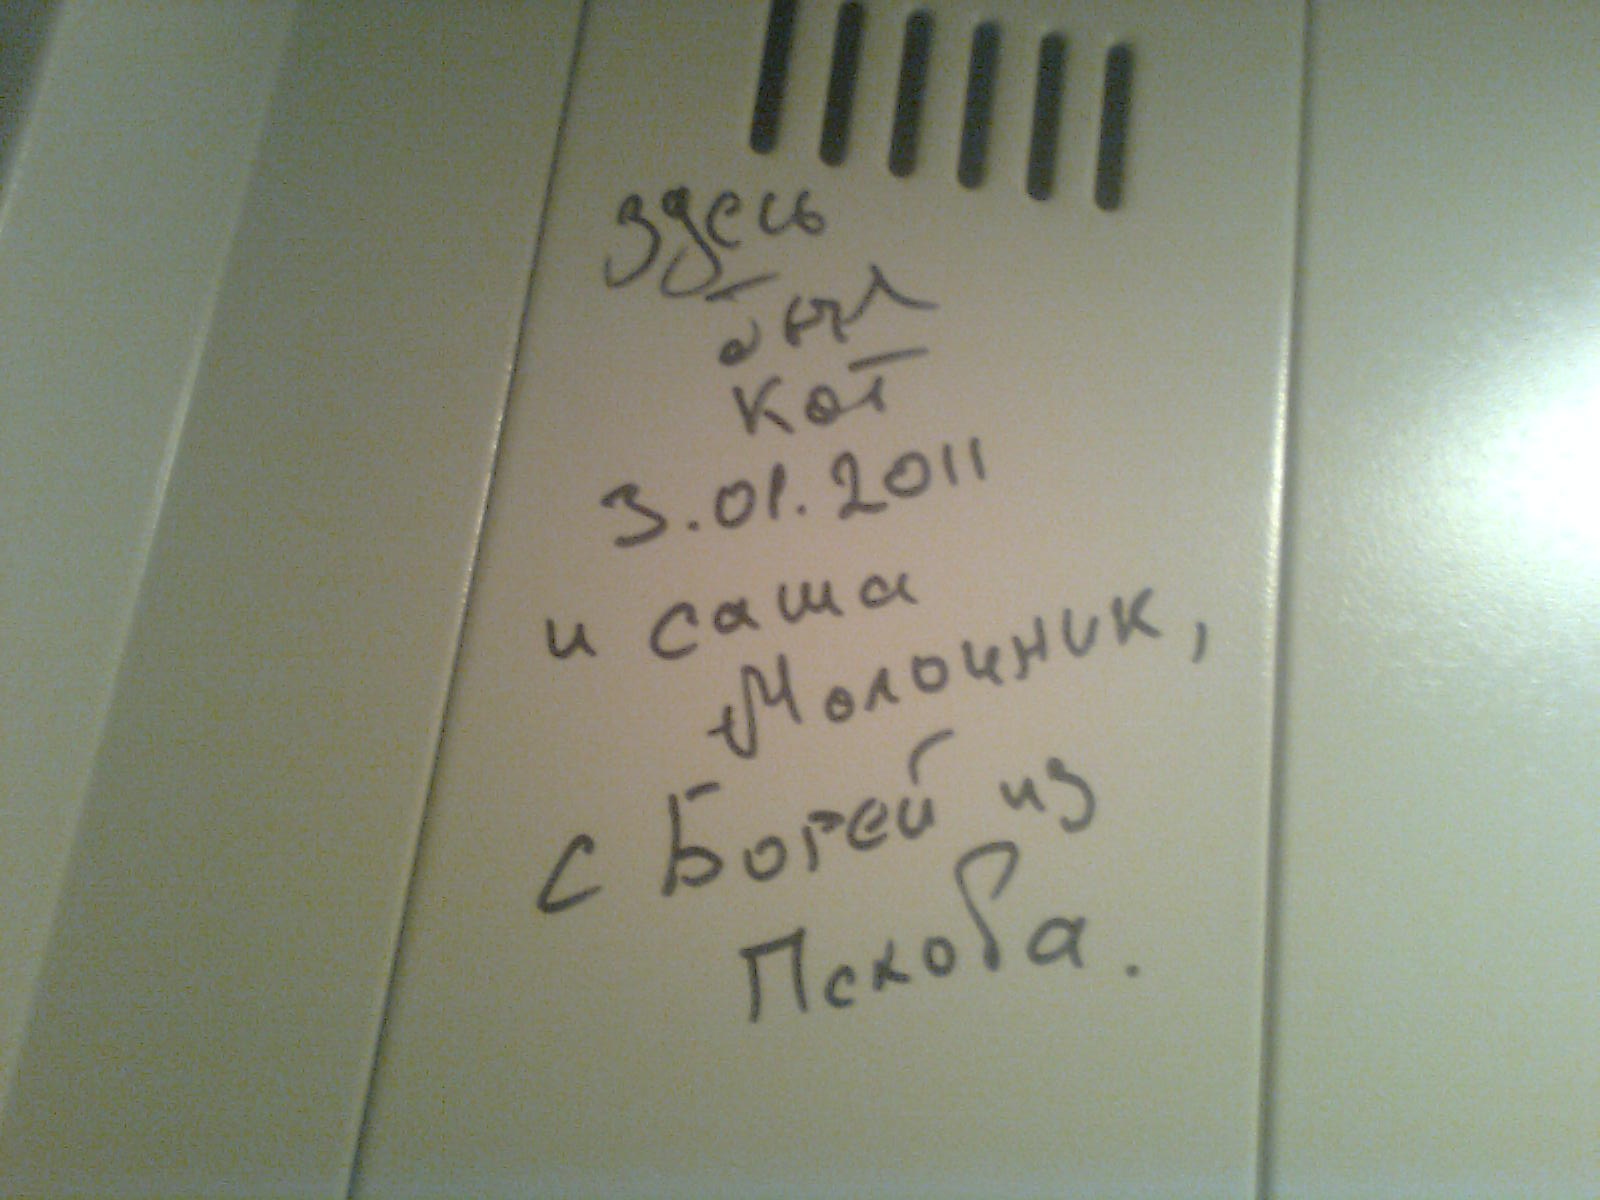 здесь
был
кот
3.01.2011
и саша
Молочник,
с Борей из
Пскова.